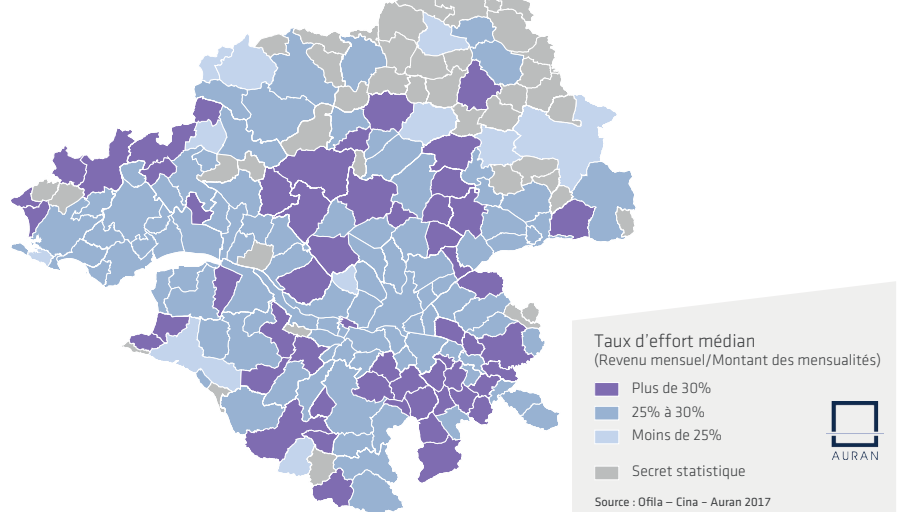 Taux d'effort médian
(Revenu mensuel/Montant des mensualités)
Plus de 30%
25% à 30%
Moins de 25%
AURAN
Secret statistique
Source : Ofila – Cina - Auran 2017